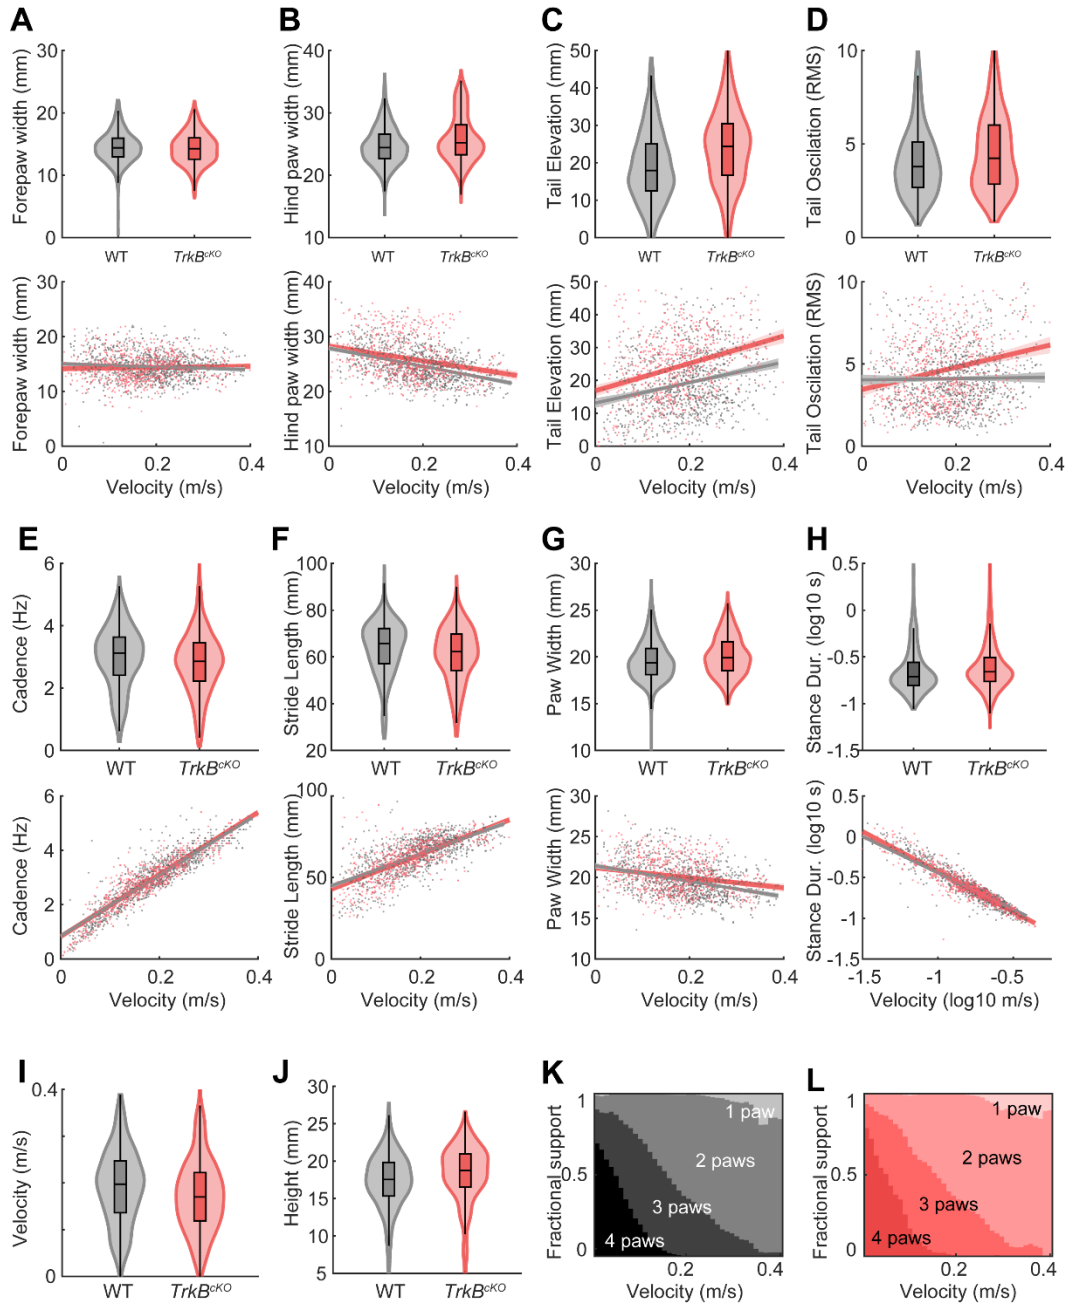 A
Forepaw width (mm)
30
20
10
0
WT
TrkBcKO
Forepaw width (mm)
30
20
10
0
0
0.2
0.4
Velocity (m/s)
B
Hind paw width (mm)
40
30
20
10
WT
TrkBcKO
Hind paw width (mm)
40
30
20
10
0
0.2
0.4
Velocity (m/s)
C
Tail Elevation (mm)
50
40
30
20
10
0
WT
TrkBcKO
Tail Elevation (mm)
50
40
30
20
10
0
0
0.2
0.4
Velocity (m/s)
D
Tail Oscilation (RMS)
10
5
0
WT
TrkBcKO
Tail Oscilation (RMS)
10
5
0
0
0.2
0.4
Velocity (m/s)
E
Cadence (Hz)
6
4
2
0
WT
TrkBcKO
Cadence (Hz)
6
4
2
0
0
0.2
0.4
Velocity (m/s)
F
Stride Length (mm)
100
80
60
40
20
WT
TrkBcKO
Stride Length (mm)
100
50
0
0
0.2
0.4
Velocity (m/s)
G
Paw Width (mm)
30
25
20
15
10
WT
TrkBcKO
Paw Width (mm)
30
25
20
15
10
0
0.2
0.4
Velocity (m/s)
H
Stance Dur. (log10 s)
0.5
0
-0.5
-1
-1.5
WT
TrkBcKO
Stance Dur. (log10 s)
0.5
0
-0.5
-1
-1.5
-1.5
-1
-0.5
Velocity (log10 m/s)
I
Velocity (m/s)
0.4
0.2
0
WT
TrkBcKO
J
Height (mm)
30
25
20
15
10
5
WT
TrkBcKO
K
Fractional support
1
0.5
0
1 paw
2 paws
3 paws
4 paws
0.2
0.4
Velocity (m/s)
L
Fractional support
1
0.5
0
1 paw
2 paws
3 paws
4 paws
0.2
0.4
Velocity (m/s)